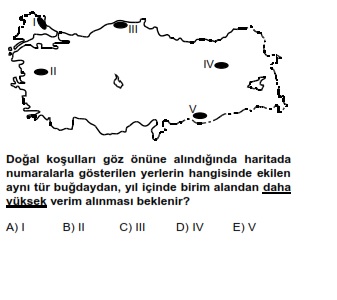 I
III
II
IV
V
Doğal koşulları göz önüne alındığında haritada
numaralarla gösterilen yerlerin hangisinde ekilen
aynı tür buğdaydan, yıl içinde birim alandan daha
yüksek verim alınması beklenir?
A) I B) II C) III D) IV E) V